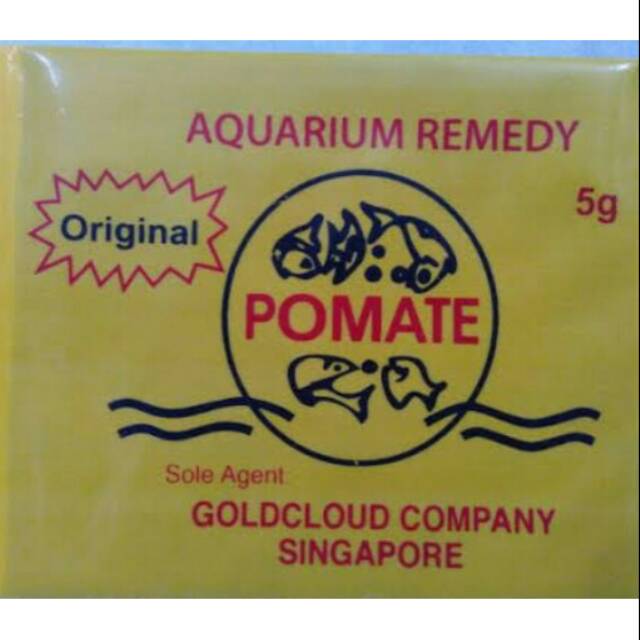 AQUARIUM REMEDY
5g
Original
POMATE
Sole Agent
GOLDCLOUD COMPANY
SINGAPORE